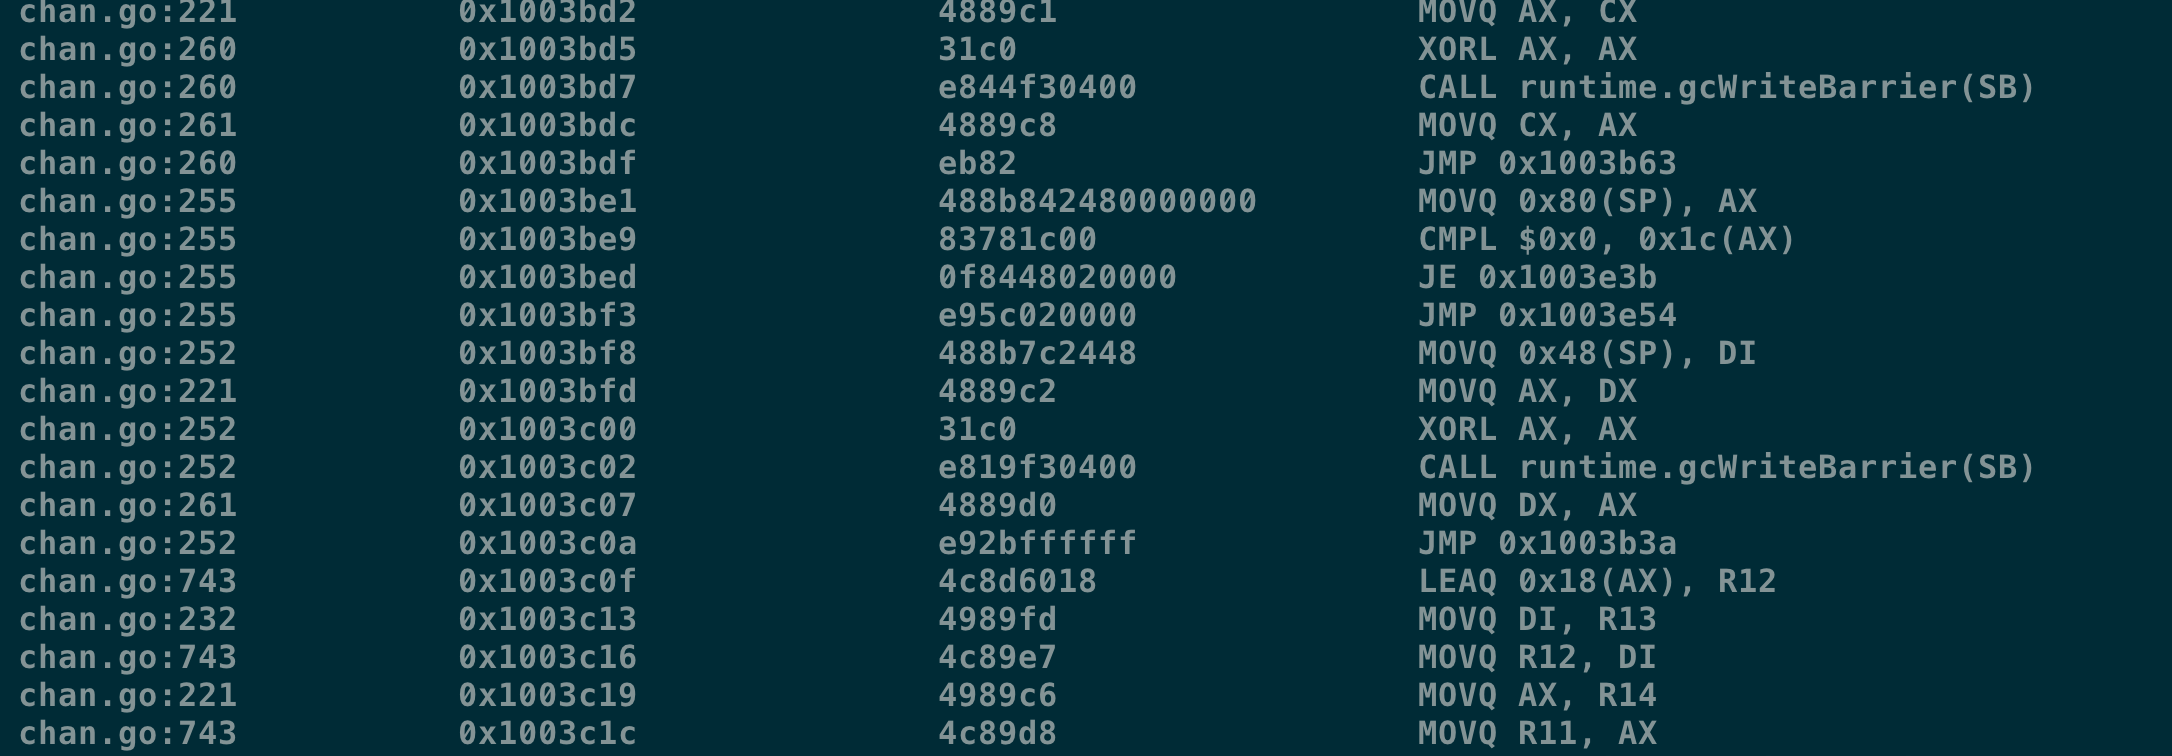 chan.go:221 0x1003bd2 4889c1 MOVQ AX, CX
chan.go:260 0x1003bd5 31c0 XORL AX, AX
chan.go:260 0x1003bd7 e844f30400 CALL runtime.gcWriteBarrier(SB)
chan.go:261 0x1003bdc 4889c8 MOVQ CX, AX
chan.go:260 0x1003bdf eb82 JMP 0x1003b63
chan.go:255 0x1003be1 488b842480000000 MOVQ 0x80(SP), AX
chan.go:255 0x1003be9 83781c00 CMPL $0x0, 0x1c(AX)
chan.go:255 0x1003bed 0f8448020000 JE 0x1003e3b
chan.go:255 0x1003bf3 e95c020000 JMP 0x1003e54
chan.go:252 0x1003bf8 488b7c2448 MOVQ 0x48(SP), DI
chan.go:221 0x1003bfd 4889c2 MOVQ AX, DX
chan.go:252 0x1003c00 31c0 XORL AX, AX
chan.go:252 0x1003c02 e819f30400 CALL runtime.gcWriteBarrier(SB)
chan.go:261 0x1003c07 4889d0 MOVQ DX, AX
chan.go:252 0x1003c0a e92bffffff JMP 0x1003b3a
chan.go:743 0x1003c0f 4c8d6018 LEAQ 0x18(AX), R12
chan.go:232 0x1003c13 4989fd MOVQ DI, R13
chan.go:743 0x1003c16 4c89e7 MOVQ R12, DI
chan.go:221 0x1003c19 4989c6 MOVQ AX, R14
chan.go:743 0x1003c1c 4c89d8 MOVQ R11, AX